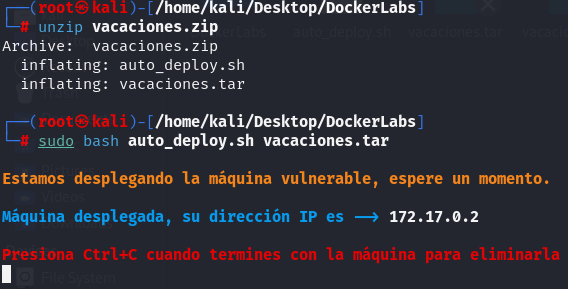 ┌──(root㉿kali)-[/home/kali/Desktop/DockerLabs]
└─# unzip vacaciones.zip
Archive:  vacaciones.zip
  inflating: auto_deploy.sh
  inflating: vacaciones.tar
┌──(root㉿kali)-[/home/kali/Desktop/DockerLabs]
└─# sudo bash auto_deploy.sh vacaciones.tar
Estamos desplegando la máquina vulnerable, espere un momento.
Máquina desplegada, su dirección IP es --> 172.17.0.2
Presiona Ctrl+C cuando termines con la máquina para eliminarla
File System